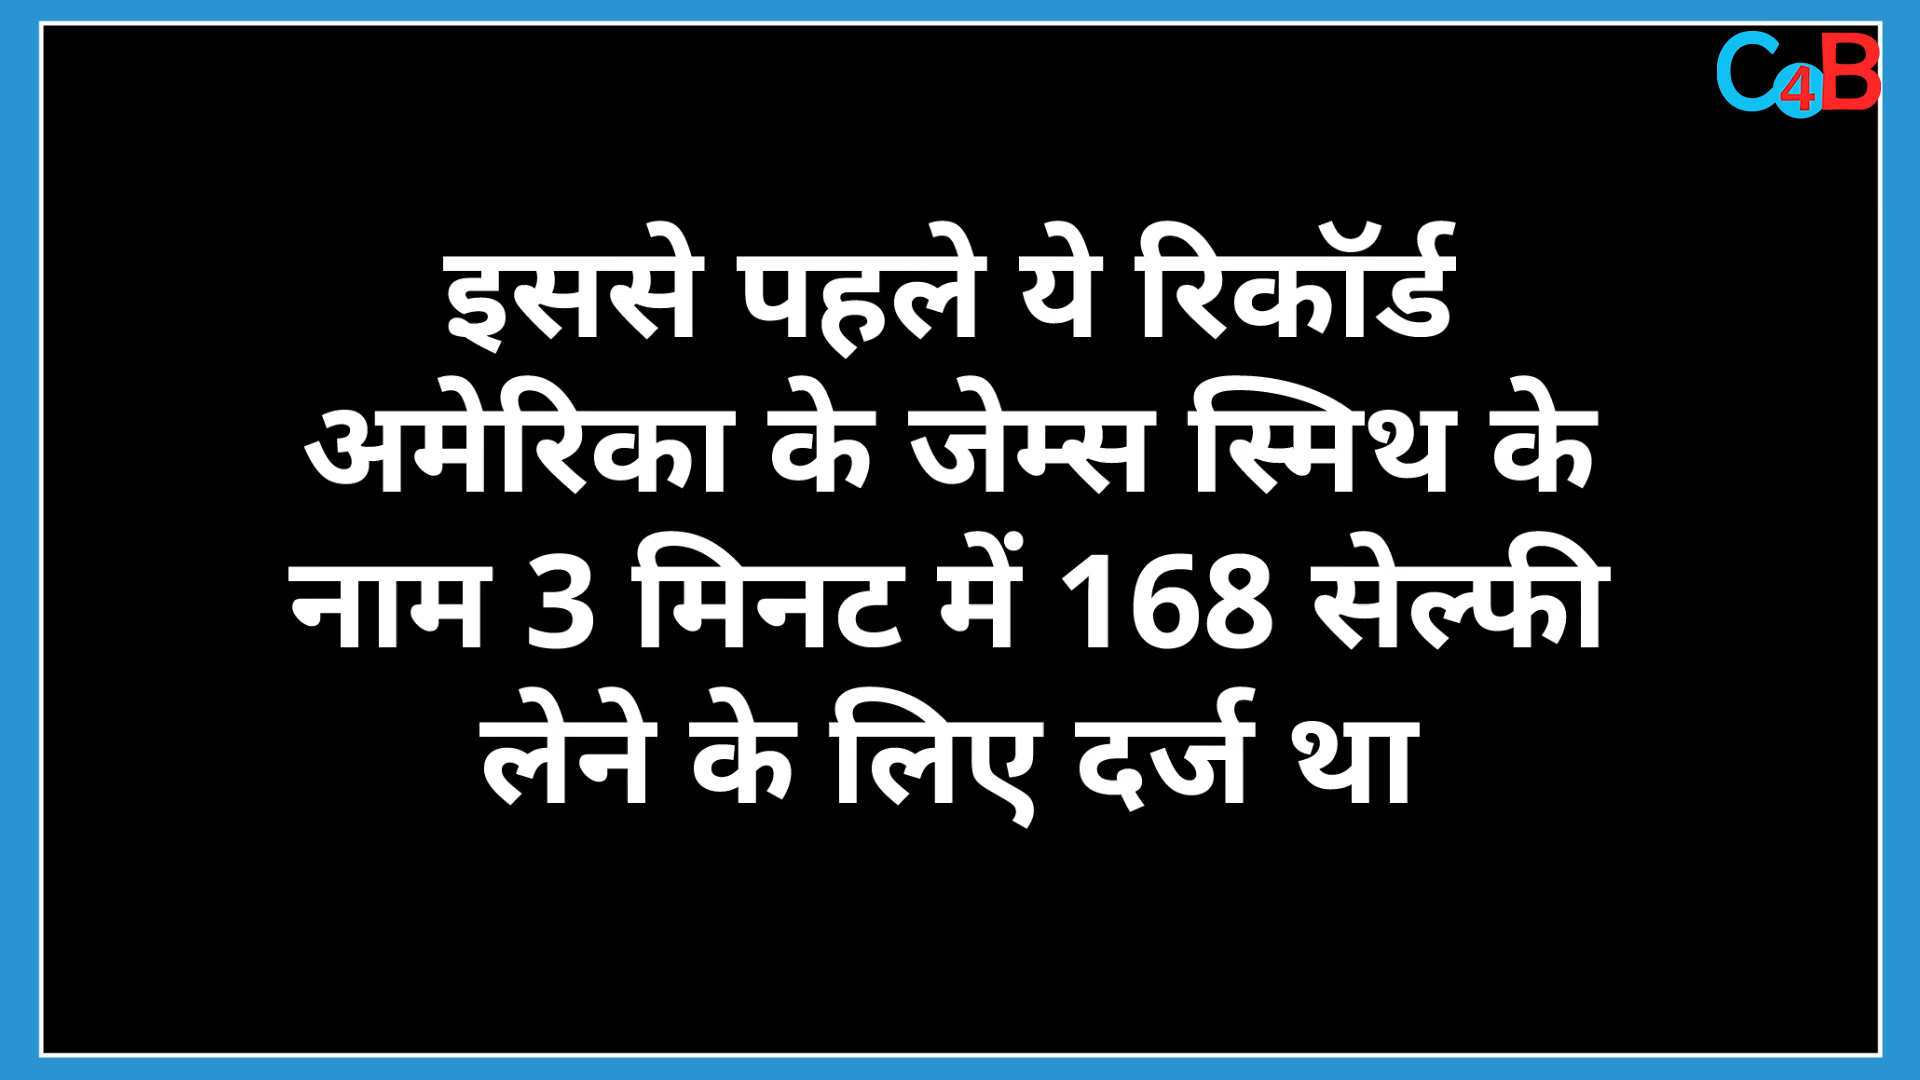 C4B
इससे पहले ये रिकॉर्ड
अमेरिका के जेम्स स्मिथ के
नाम 3 मिनट में 168 सेल्फी
लेने के लिए दर्ज था